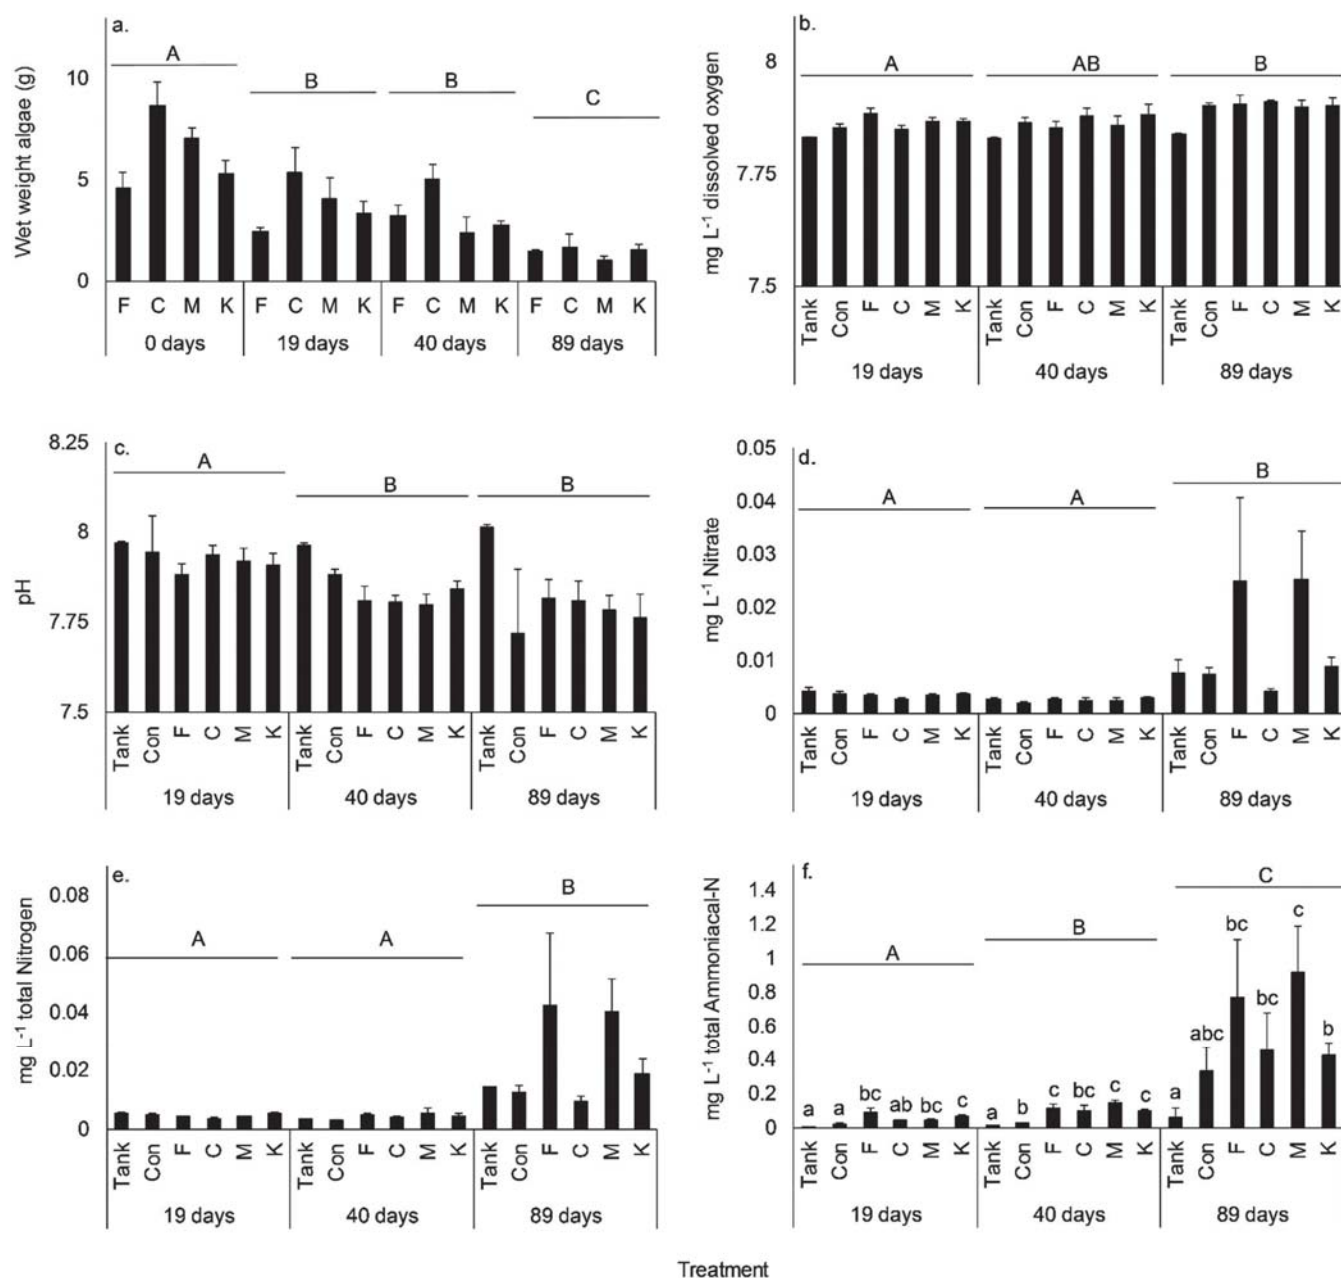 a.
A
B
B
C
Wet weight algae (g)
10
5
0
F C M K F C M K F C M K F C M K
0 days 19 days 40 days 89 days
b.
A
AB
B
mg L⁻¹ dissolved oxygen
8
7.75
7.5
Tank Con F C M K Tank Con F C M K Tank Con F C M K
19 days 40 days 89 days
c.
A
B
B
pH
8.25
8
7.75
7.5
Tank Con F C M K Tank Con F C M K Tank Con F C M K
19 days 40 days 89 days
d.
A
A
B
mg L⁻¹ Nitrate
0.05
0.04
0.03
0.02
0.01
0
Tank Con F C M K Tank Con F C M K Tank Con F C M K
19 days 40 days 89 days
e.
A
A
B
mg L⁻¹ total Nitrogen
0.08
0.06
0.04
0.02
0
Tank Con F C M K Tank Con F C M K Tank Con F C M K
19 days 40 days 89 days
f.
A
B
C
mg L⁻¹ total Ammoniacal-N
1.4
1.2
1
0.8
0.6
0.4
0.2
0
a a bc ab bc c a b c bc c c a abc bc bc c b
Tank Con F C M K Tank Con F C M K Tank Con F C M K
19 days 40 days 89 days
Treatment